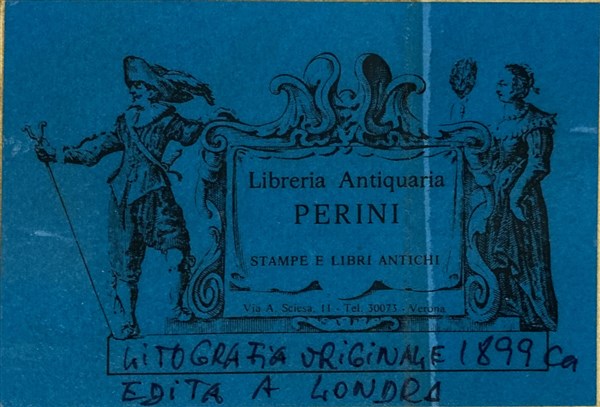 Libreria Antiquaria
PERINI
STAMPE E LIBRI ANTICHI
Via A. Sciesa, 11 - Tel. 30073 - Verona
LITOGRAFIA ORIGINALE 1899 Ca
EDITA A LONDRA